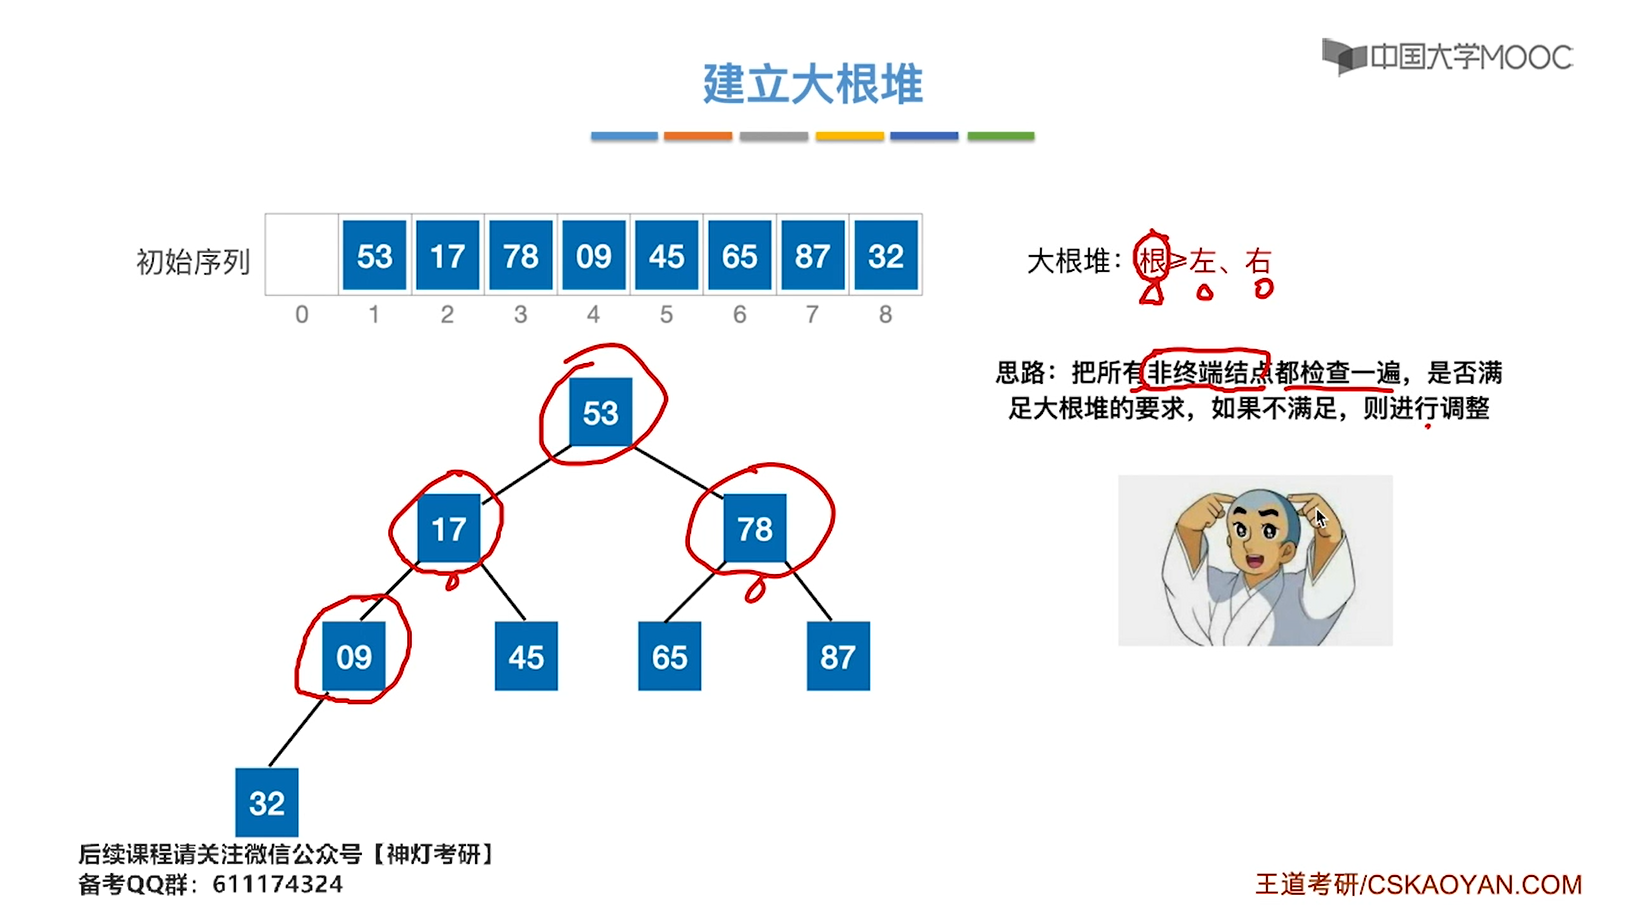 中国大学MOOC
建立大根堆
初始序列
53 17 78 09 45 65 87 32
0 1 2 3 4 5 6 7 8
大根堆：根≥左、右
思路：把所有非终端结点都检查一遍，是否满
足大根堆的要求，如果不满足，则进行调整
53
17 78
09 45 65 87
32
后续课程请关注微信公众号【神灯考研】
备考QQ群：611174324
王道考研/CSKAOYAN.COM